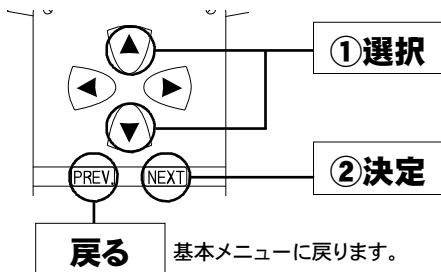 ①選択
PREV.
NEXT
②決定
戻る
基本メニューに戻ります。